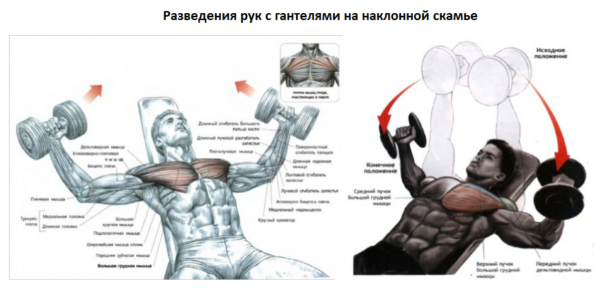 Разведения рук с гантелями на наклонной скамье
Длинный сгибатель большого
пальца кисти
Длинный лучевой разгибатель
запястья
Плечелучевая мышца
Дельтовидная мышца
Клювовидно-плечевая
мышца
Бицепс плеча
Плечевая мышца
Трицепс
плеча
Медиальная головка
Длинная головка
Большая
круглая мышца
Подлопаточная мышца
Широчайшая мышца спины
Передняя зубчатая мышца
Большая грудная мышца
Поверхностный
сгибатель пальцев
Длинная ладонная
мышца
Локтевой сгибатель
запястья
Лучевой сгибатель запястья
Апоневроз бицепса плеча
Медиальный надмыщелок
Круглый пронатор
Исходное
положение
Конечное
положение
Средний пучок
большой грудной
мышцы
Верхний пучок
большой грудной
мышцы
Передний пучок
дельтовидной мышцы